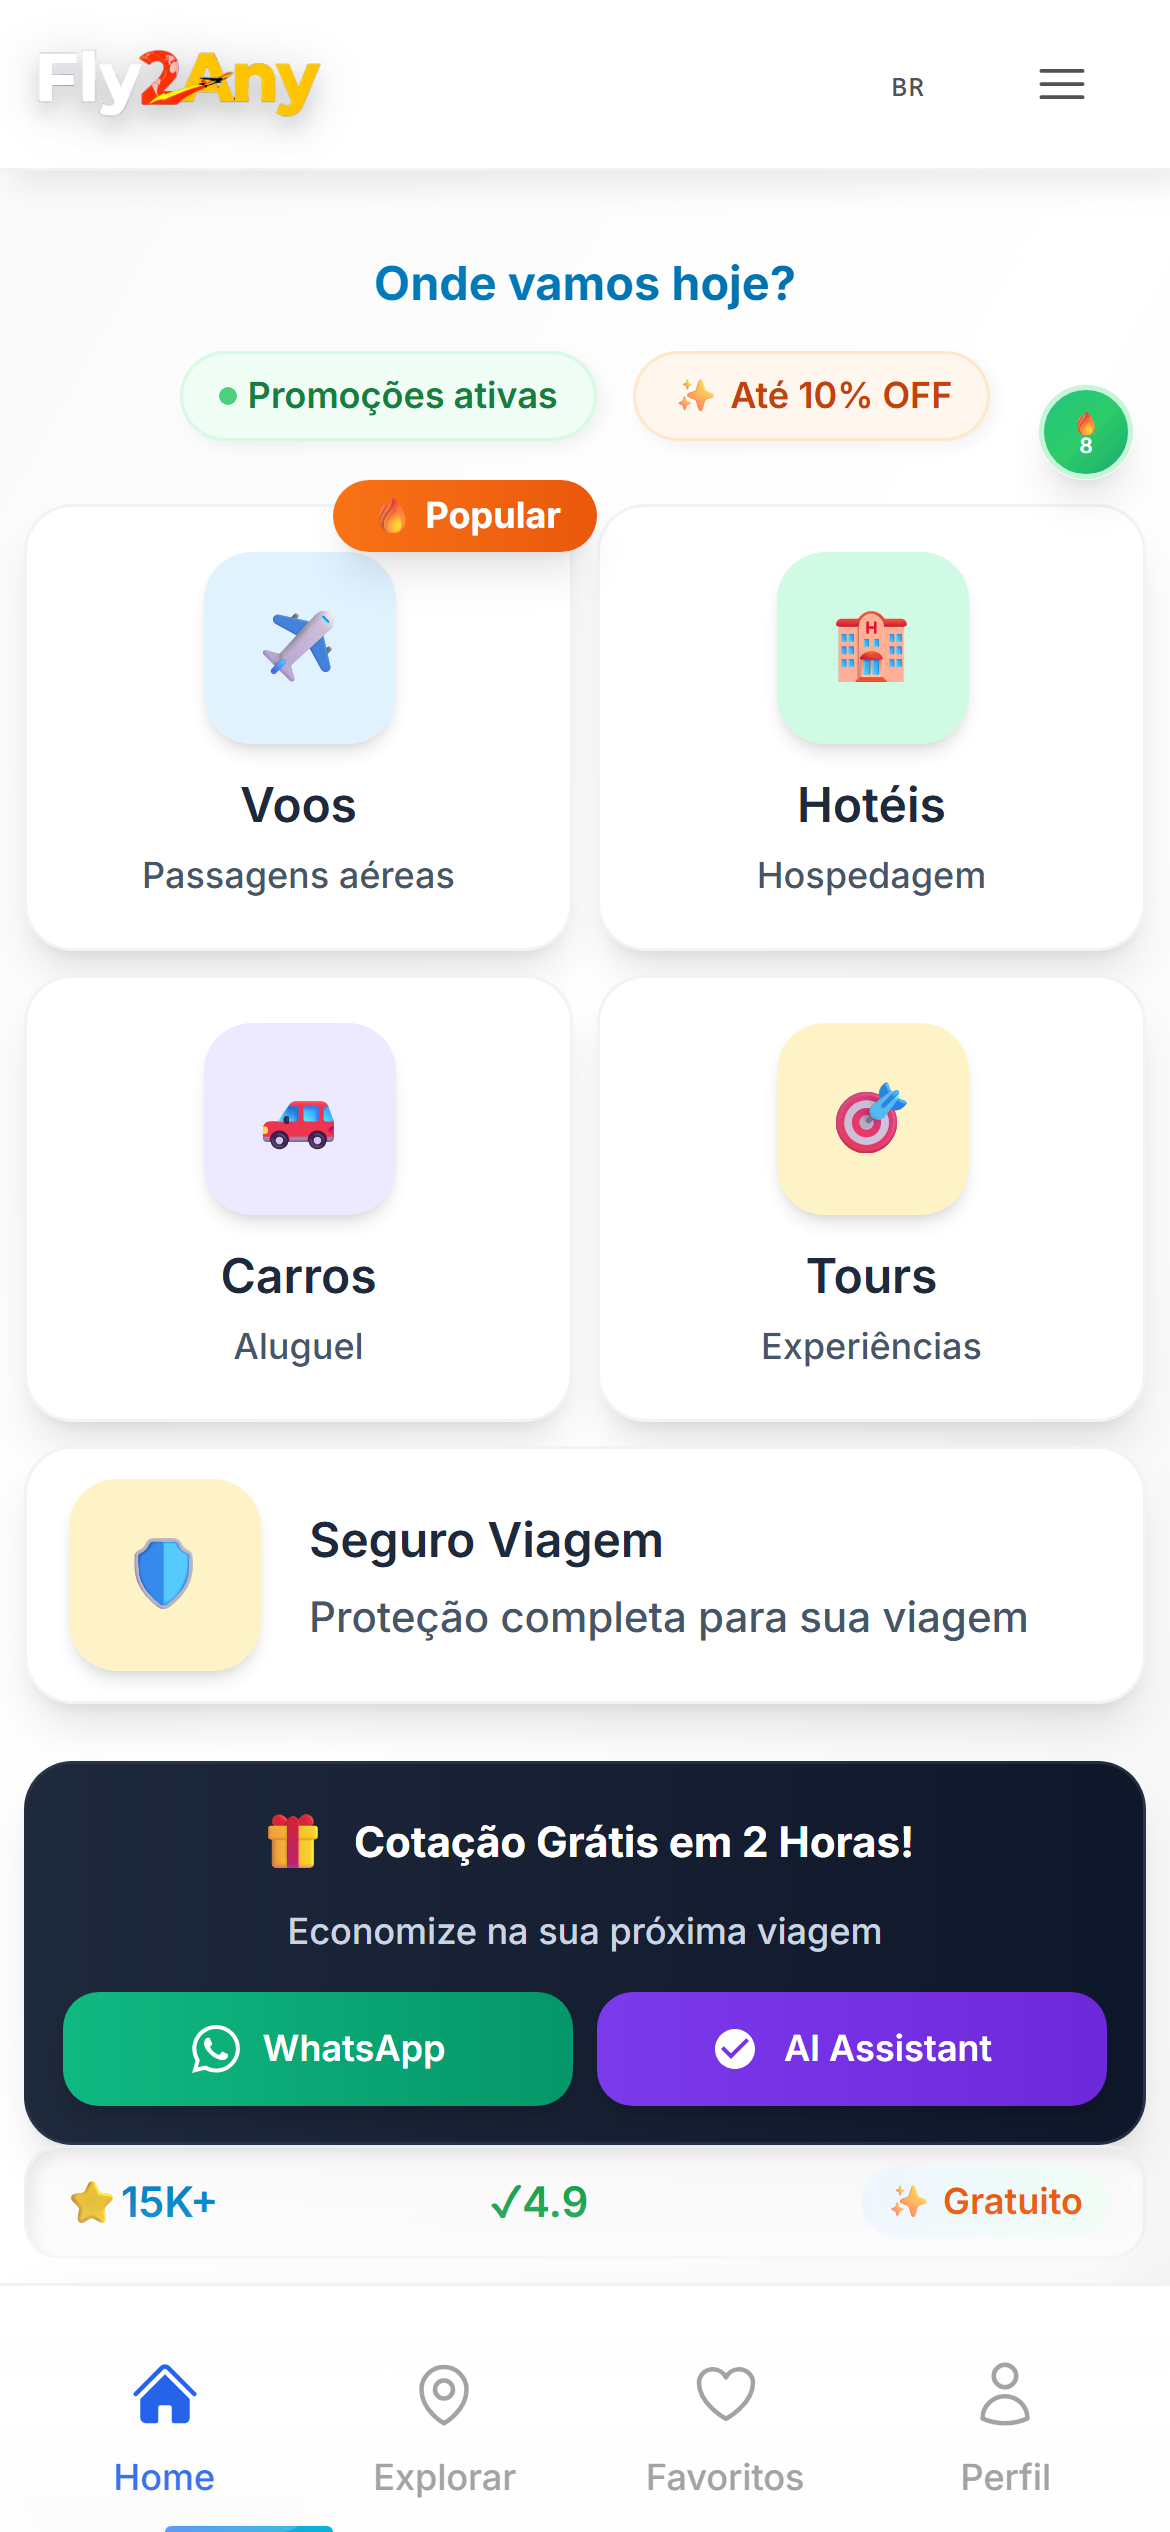 Fly2Any
BR
Onde vamos hoje?
Promoções ativas
Até 10% OFF
8
Popular
H
Voos
Passagens aéreas
Hotéis
Hospedagem
Carros
Aluguel
Tours
Experiências
Seguro Viagem
Proteção completa para sua viagem
Cotação Grátis em 2 Horas!
Economize na sua próxima viagem
WhatsApp
AI Assistant
15K+
✓4.9
Gratuito
Home
Explorar
Favoritos
Perfil